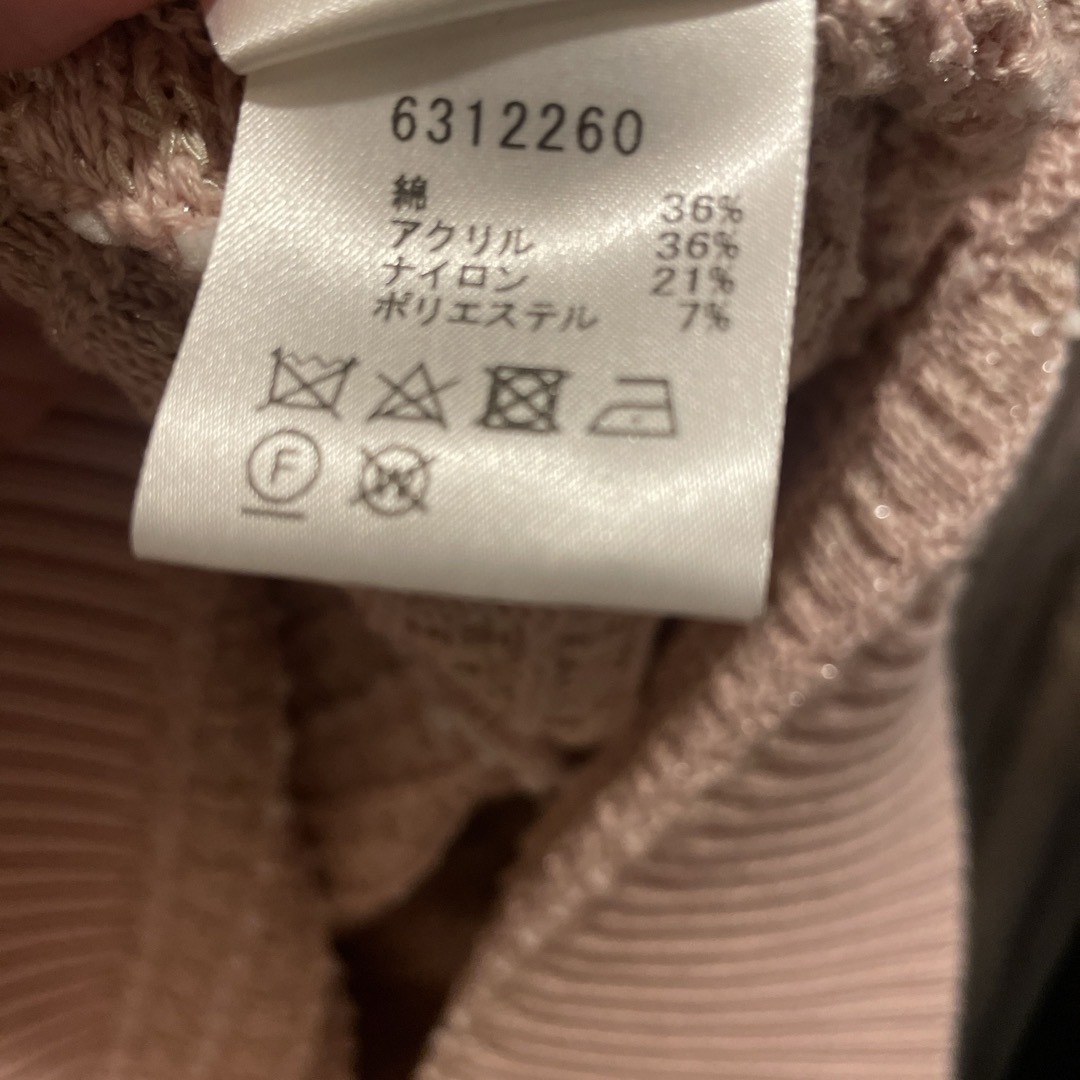 6312260
綿 36%
アクリル 36%
ナイロン 21%
ポリエステル 7%
F W